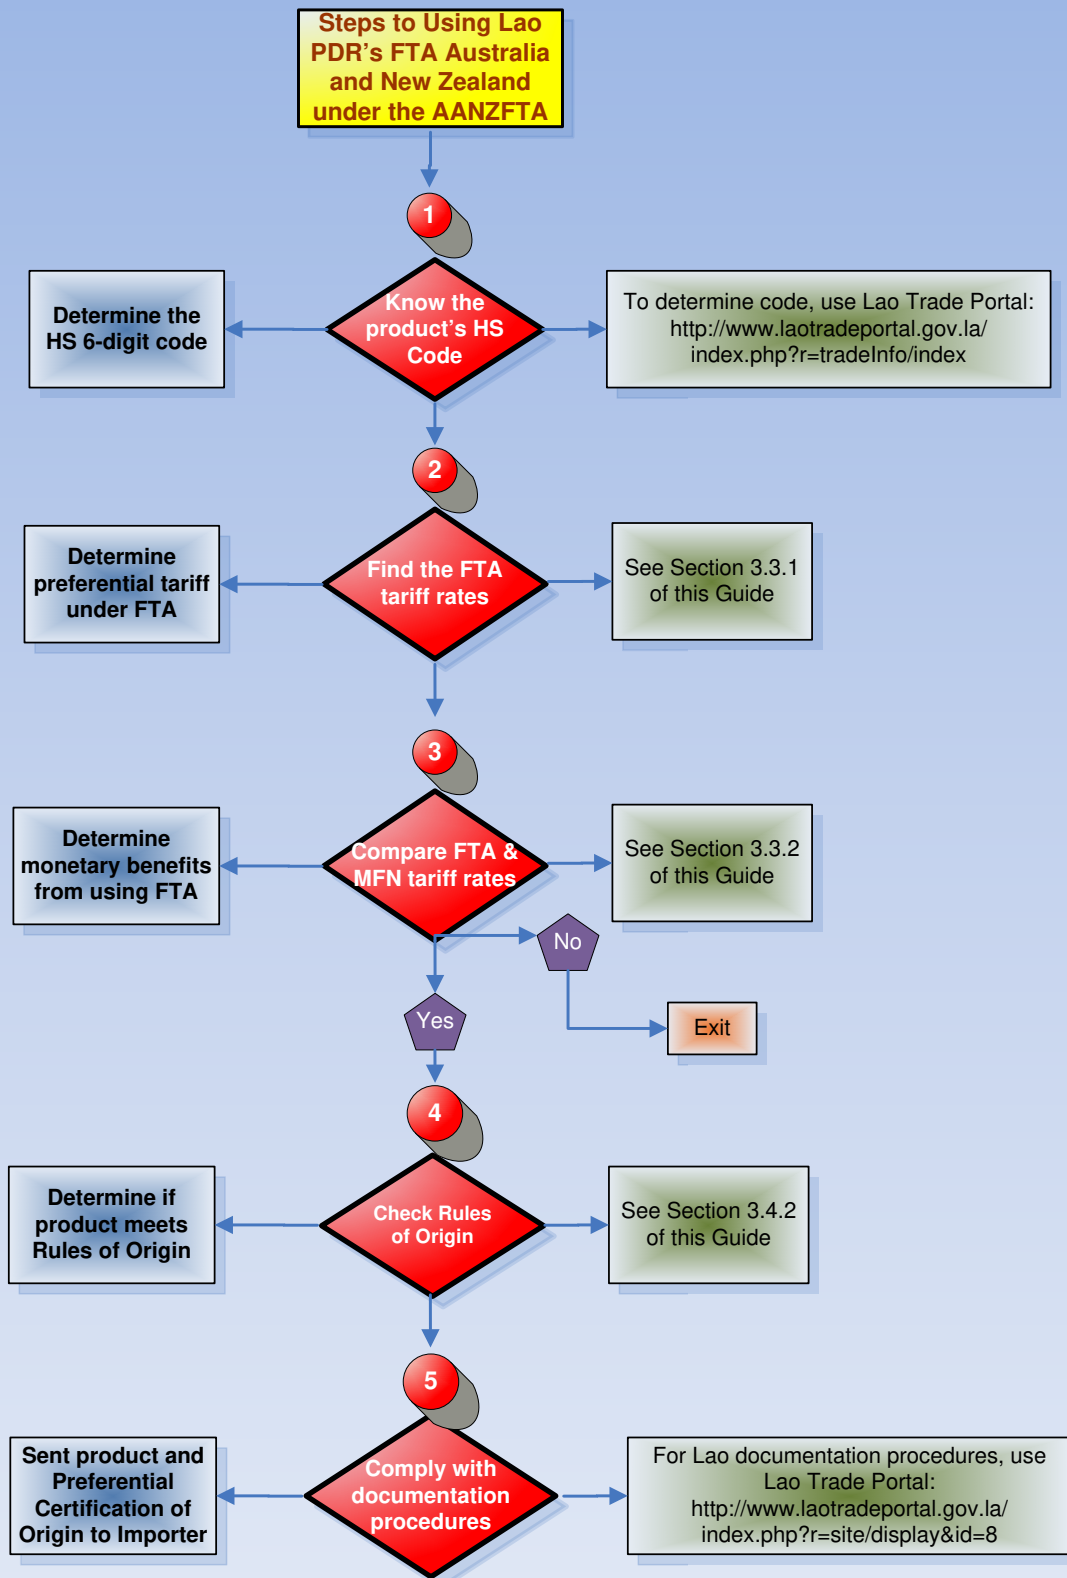 Steps to Using Lao
PDR's FTA Australia
and New Zealand
under the AANZFTA
1
Determine the
HS 6-digit code
Know the
product's HS
Code
To determine code, use Lao Trade Portal:
http://www.laotradeportal.gov.la/
index.php?r=tradeInfo/index
2
Determine
preferential tariff
under FTA
Find the FTA
tariff rates
See Section 3.3.1
of this Guide
3
Determine
monetary benefits
from using FTA
Compare FTA &
MFN tariff rates
See Section 3.3.2
of this Guide
No
Yes
Exit
4
Determine if
product meets
Rules of Origin
Check Rules
of Origin
See Section 3.4.2
of this Guide
5
Sent product and
Preferential
Certification of
Origin to Importer
Comply with
documentation
procedures
For Lao documentation procedures, use
Lao Trade Portal:
http://www.laotradeportal.gov.la/
index.php?r=site/display&id=8